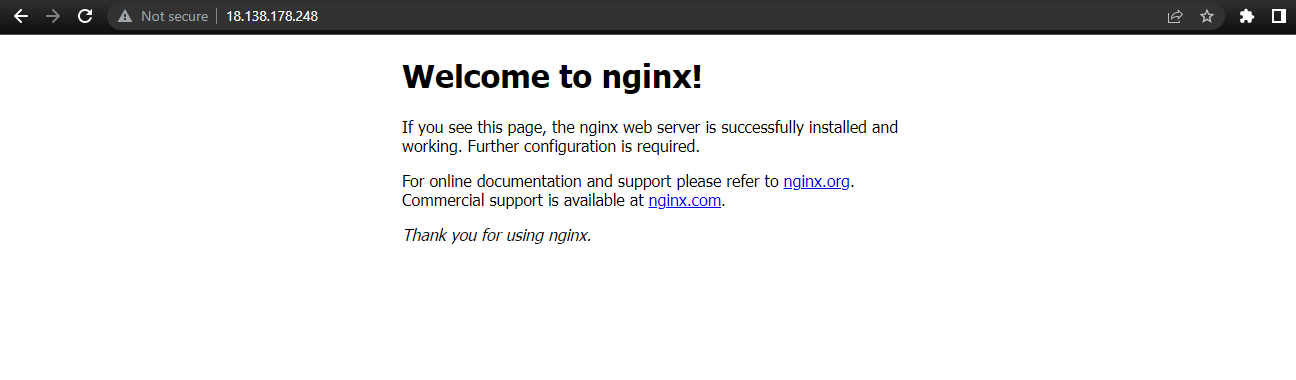 Not secure 18.138.178.248
Welcome to nginx!
If you see this page, the nginx web server is successfully installed and
working. Further configuration is required.
For online documentation and support please refer to nginx.org.
Commercial support is available at nginx.com.
Thank you for using nginx.